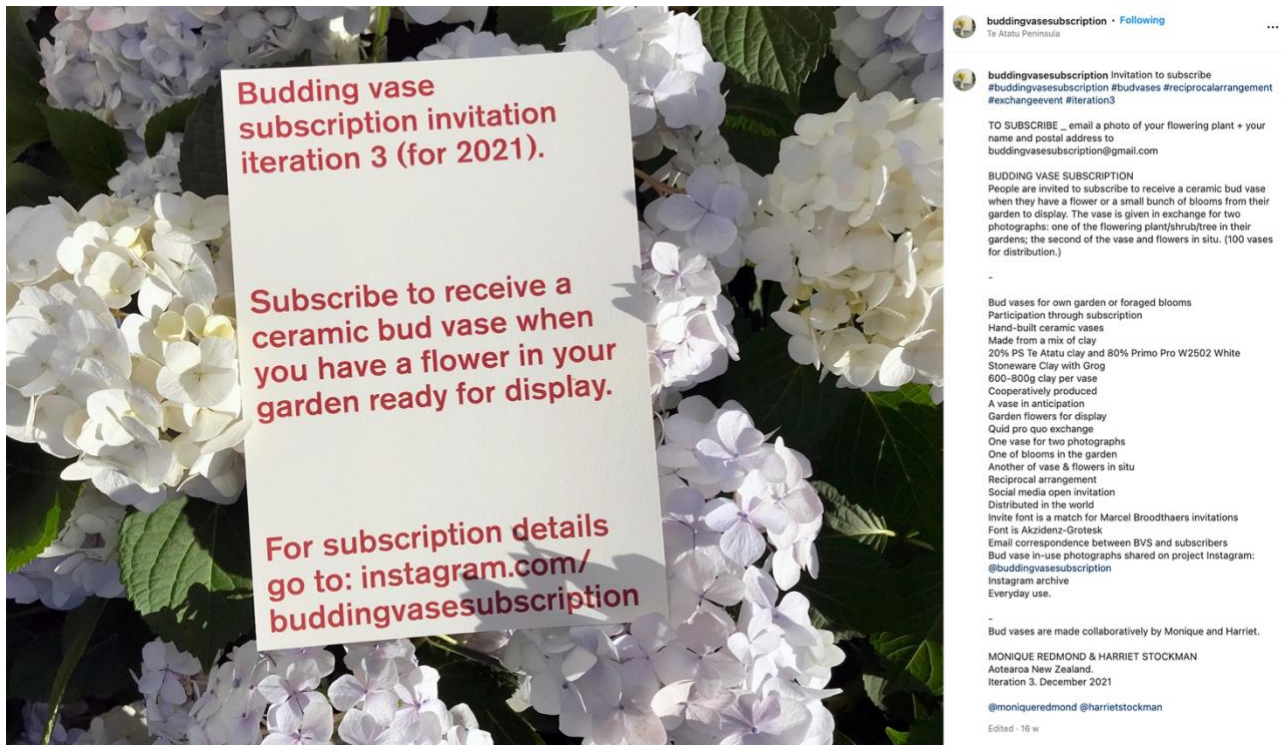 Budding vase
subscription invitation
iteration 3 (for 2021).
Subscribe to receive a
ceramic bud vase when
you have a flower in your
garden ready for display.
For subscription details
go to: instagram.com/
buddingvasesubscription
buddingvasesubscription • Following
Te Atatu Peninsula
buddingvasesubscription Invitation to subscribe
#buddingvasesubscription #budvases #reciprocalarrangement
#exchangeevent #iteration3
TO SUBSCRIBE _ email a photo of your flowering plant + your
name and postal address to
buddingvasesubscription@gmail.com
BUDDING VASE SUBSCRIPTION
People are invited to subscribe to receive a ceramic bud vase
when they have a flower or a small bunch of blooms from their
garden to display. The vase is given in exchange for two
photographs: one of the flowering plant/shrub/tree in their
gardens; the second of the vase and flowers in situ. (100 vases
for distribution.)
-
Bud vases for own garden or foraged blooms
Participation through subscription
Hand-built ceramic vases
Made from a mix of clay
20% PS Te Atatu clay and 80% Primo Pro W2502 White
Stoneware Clay with Grog
600-800g clay per vase
Cooperatively produced
A vase in anticipation
Garden flowers for display
Quid pro quo exchange
One vase for two photographs
One of blooms in the garden
Another of vase & flowers in situ
Reciprocal arrangement
Social media open invitation
Distributed in the world
Invite font is a match for Marcel Broodthaers invitations
Font is Akzidenz-Grotesk
Email correspondence between BVS and subscribers
Bud vase in-use photographs shared on project Instagram:
@buddingvasesubscription
Instagram archive
Everyday use.
-
Bud vases are made collaboratively by Monique and Harriet.
MONIQUE REDMOND & HARRIET STOCKMAN
Aotearoa New Zealand.
Iteration 3. December 2021
@moniqueredmond @harrietstockman
Edited · 16 w